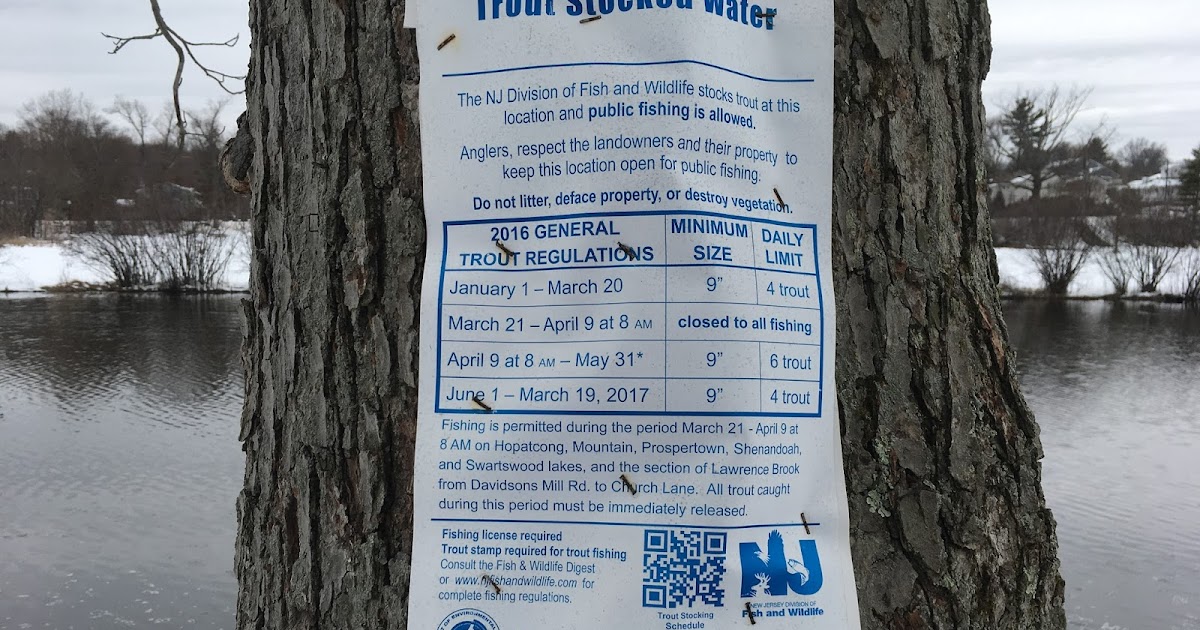 Trout Stocked Water
The NJ Division of Fish and Wildlife stocks trout at this
location and public fishing is allowed.
Anglers, respect the landowners and their property to
keep this location open for public fishing.
Do not litter, deface property, or destroy vegetation.
2016 GENERAL
TROUT REGULATIONS
MINIMUM
SIZE
DAILY
LIMIT
January 1 – March 20 9” 4 trout
March 21 – April 9 at 8 AM closed to all fishing
April 9 at 8 AM – May 31* 9” 6 trout
June 1 – March 19, 2017 9” 4 trout
Fishing is permitted during the period March 21 - April 9 at
8 AM on Hopatcong, Mountain, Prospertown, Shenandoah,
and Swartswood lakes, and the section of Lawrence Brook
from Davidsons Mill Rd. to Church Lane. All trout caught
during this period must be immediately released.
Fishing license required
Trout stamp required for trout fishing
Consult the Fish & Wildlife Digest
or www.njfishandwildlife.com for
complete fishing regulations.
Trout Stocking
Schedule
NJ
NEW JERSEY DIVISION OF
Fish and Wildlife
OF ENVIRONMENTAL